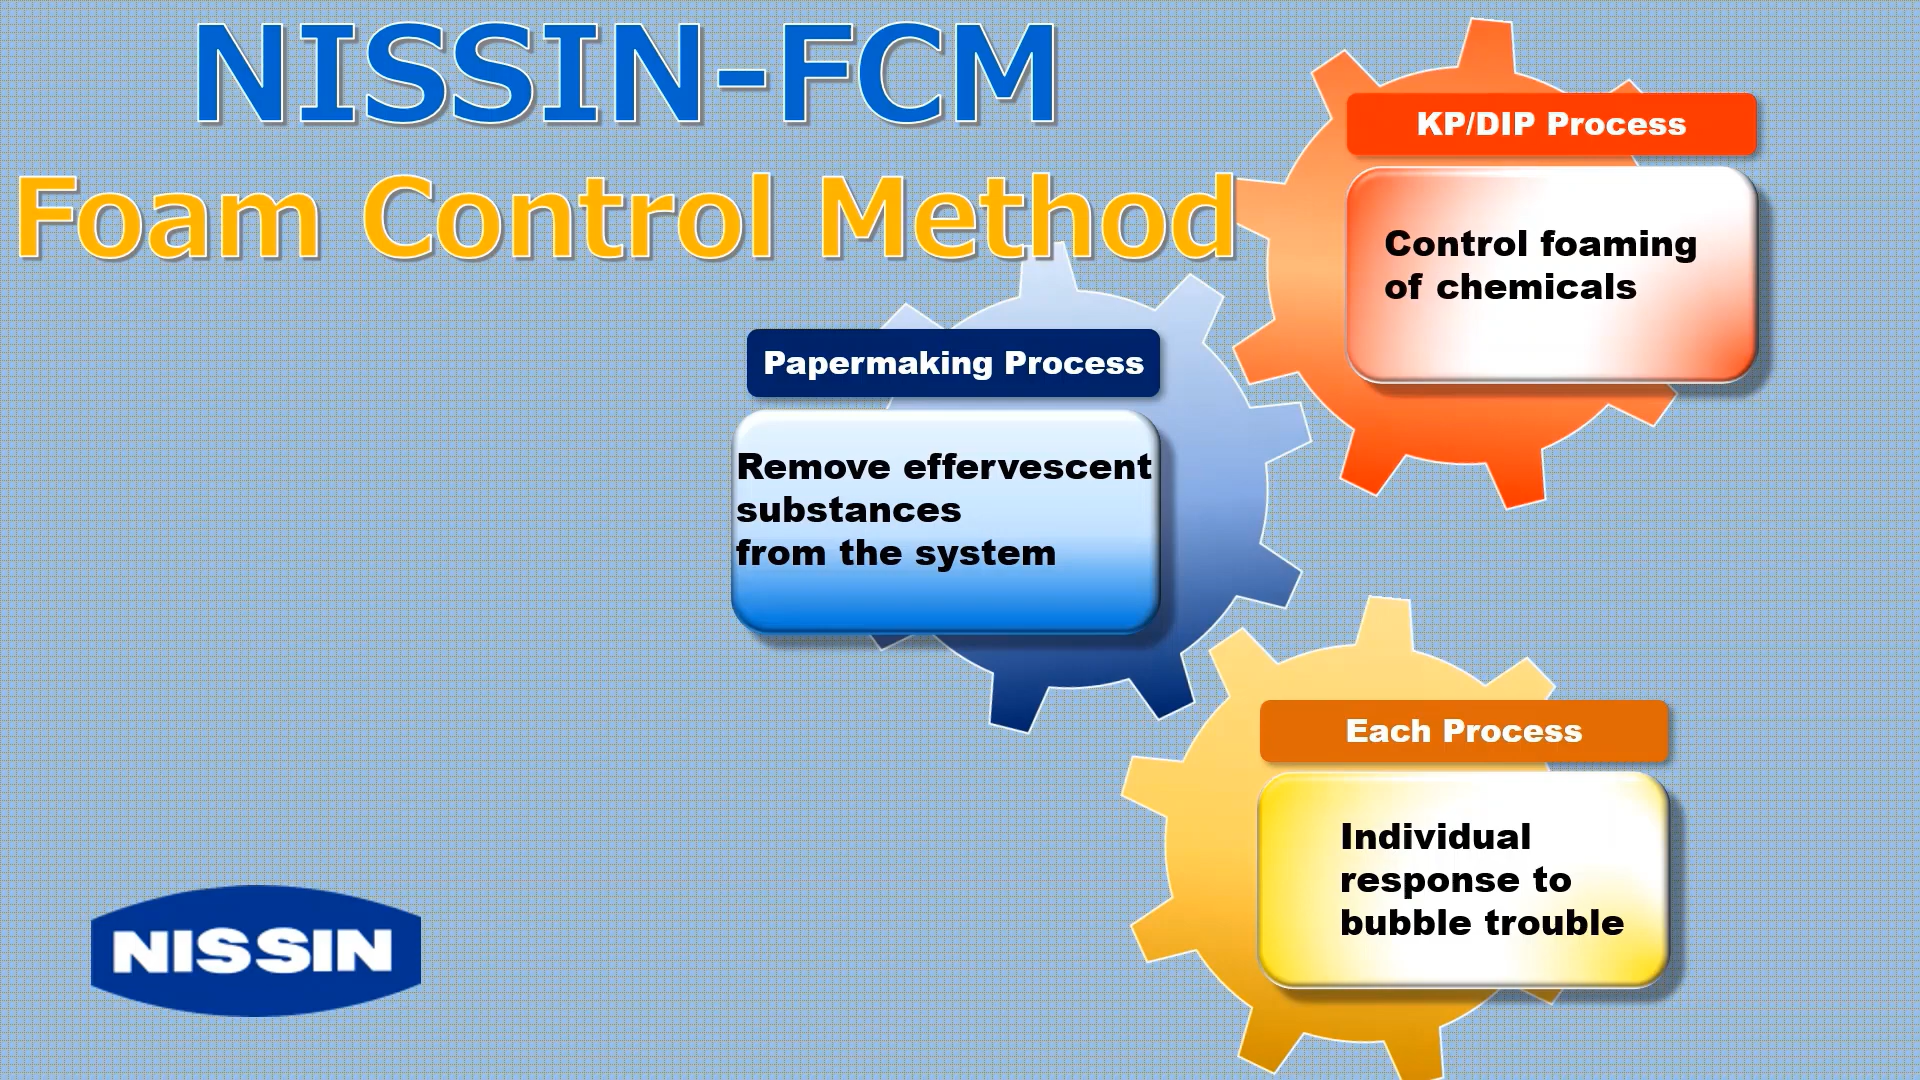 NISSIN-FCM
Foam Control Method
KP/DIP Process
Control foaming
of chemicals
Papermaking Process
Remove effervescent
substances
from the system
Each Process
Individual
response to
bubble trouble
NISSIN